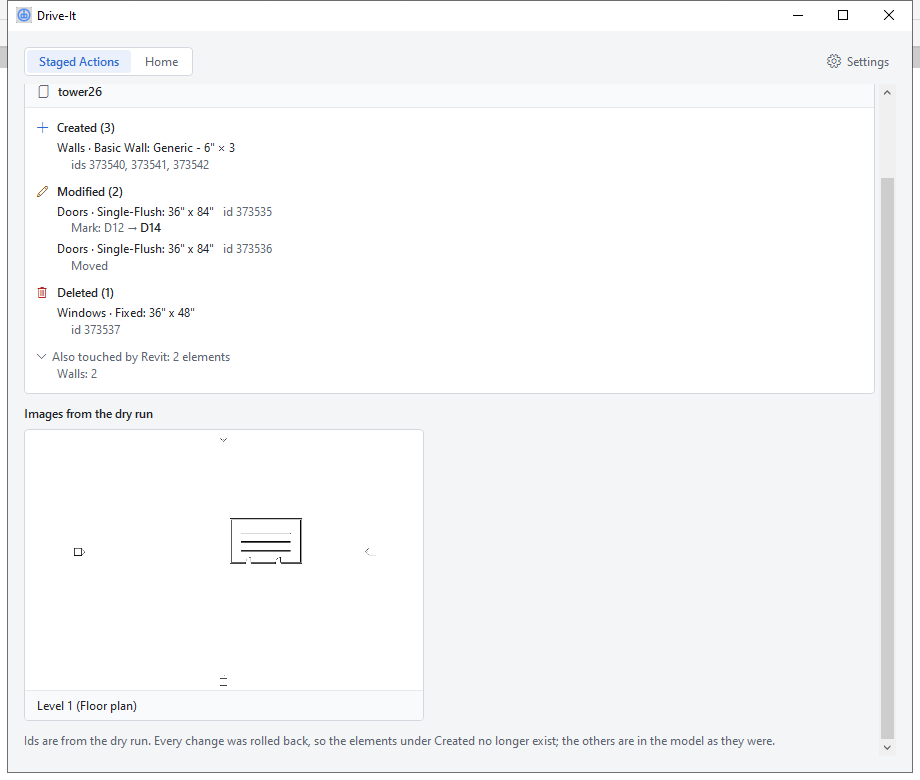 Drive-It
Staged Actions
Home
Settings
tower26
Created (3)
Walls · Basic Wall: Generic - 6" × 3
ids 373540, 373541, 373542
Modified (2)
Doors · Single-Flush: 36" x 84" id 373535
Mark: D12 → D14
Doors · Single-Flush: 36" x 84" id 373536
Moved
Deleted (1)
Windows · Fixed: 36" x 48"
id 373537
Also touched by Revit: 2 elements
Walls: 2
Images from the dry run
Level 1 (Floor plan)
Ids are from the dry run. Every change was rolled back, so the elements under Created no longer exist; the others are in the model as they were.